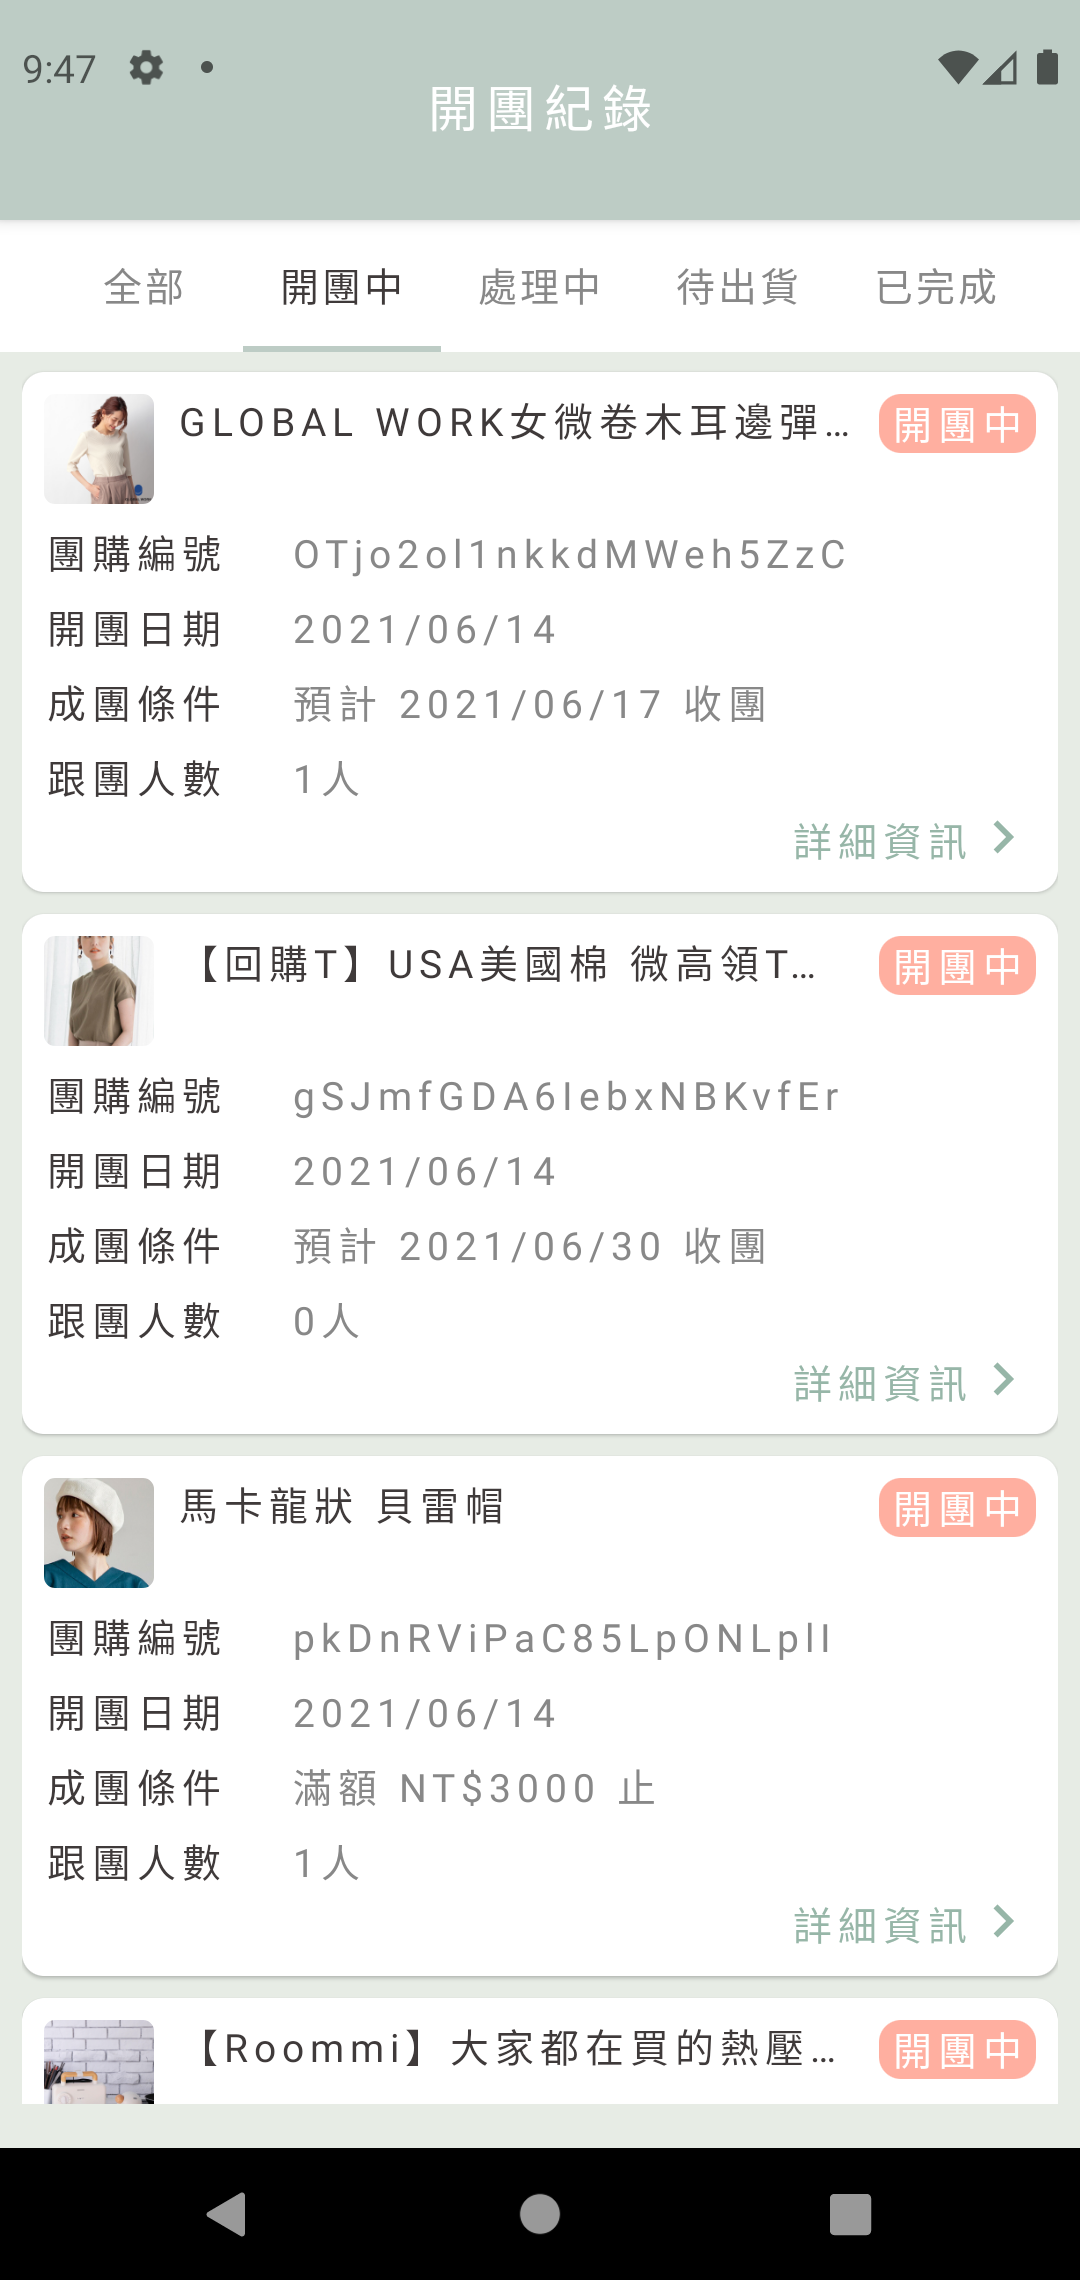 9:47
開團紀錄
全部 開團中 處理中 待出貨 已完成
GLOBAL WORK女微卷木耳邊彈... 開團中
團購編號 OTjo2ol1nkkdMWeh5ZzC
開團日期 2021/06/14
成團條件 預計 2021/06/17 收團
跟團人數 1人
詳細資訊
【回購T】USA美國棉 微高領T... 開團中
團購編號 gSJmfGDA6IebxNBKvfEr
開團日期 2021/06/14
成團條件 預計 2021/06/30 收團
跟團人數 0人
詳細資訊
馬卡龍狀 貝雷帽 開團中
團購編號 pkDnRViPaC85LpONLplI
開團日期 2021/06/14
成團條件 滿額 NT$3000 止
跟團人數 1人
詳細資訊
【Roommi】大家都在買的熱壓... 開團中